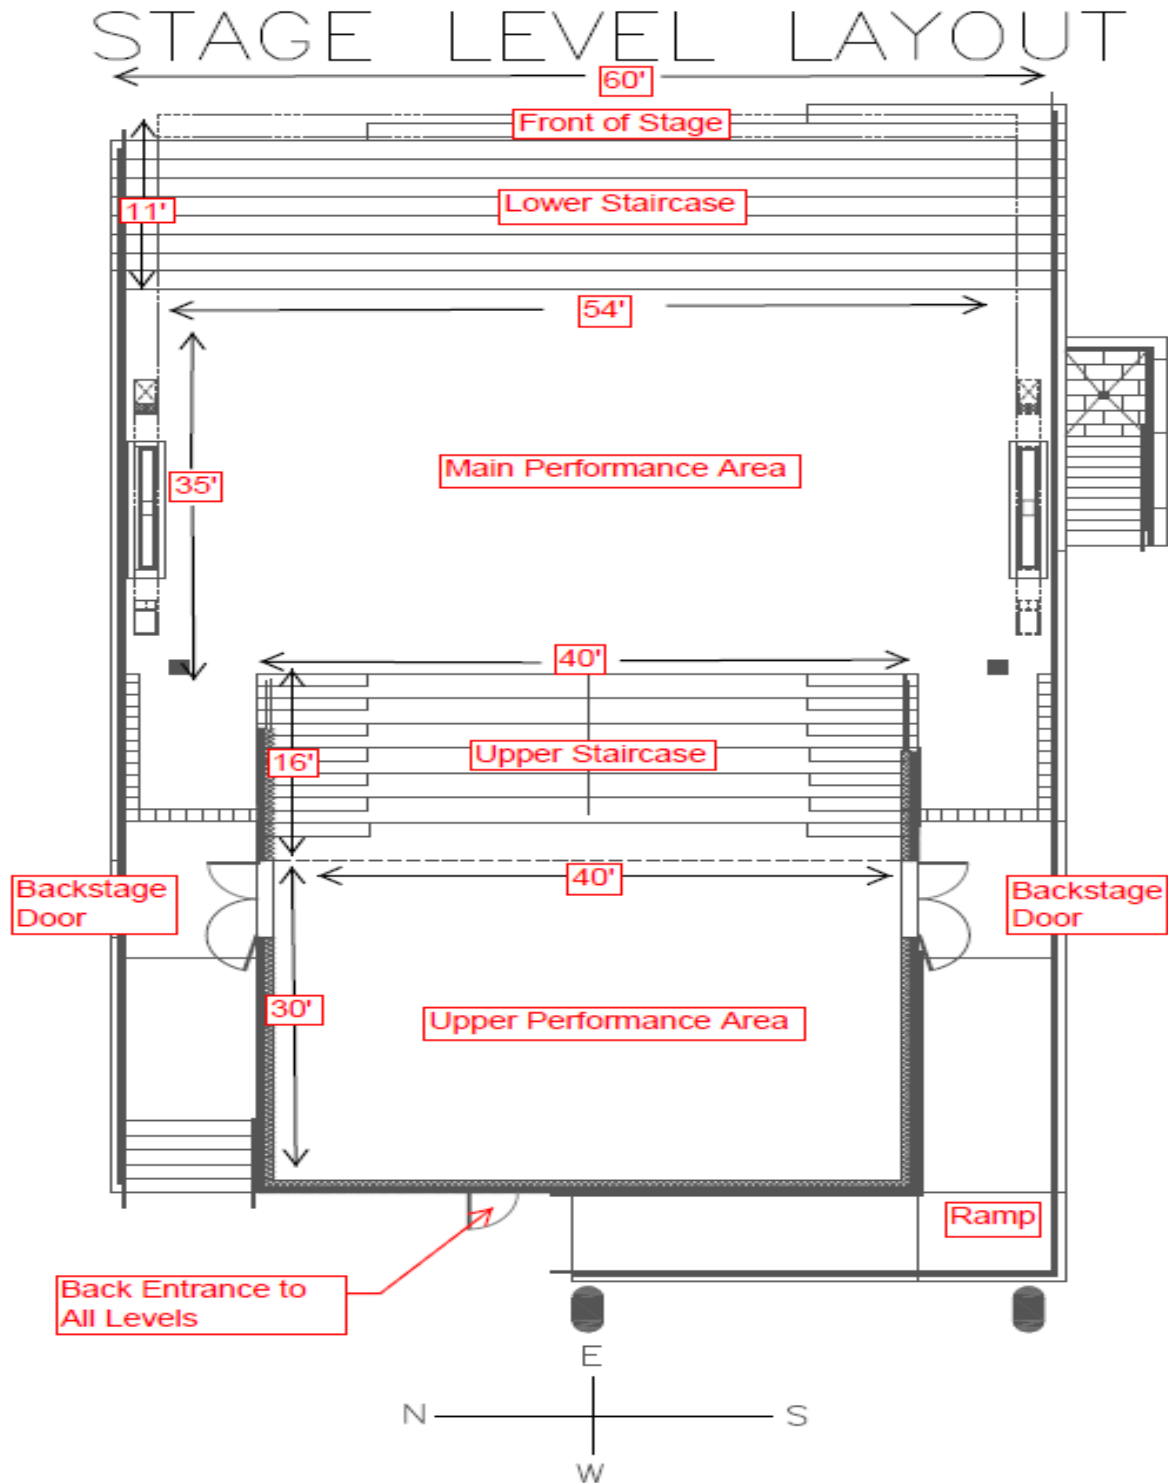 STAGE LEVEL LAYOUT
60'
Front of Stage
Lower Staircase
11'
54'
Main Performance Area
35'
40'
Upper Staircase
16'
40'
Backstage
Door
Backstage
Door
30'
Upper Performance Area
Ramp
Back Entrance to
All Levels
E
N S
W